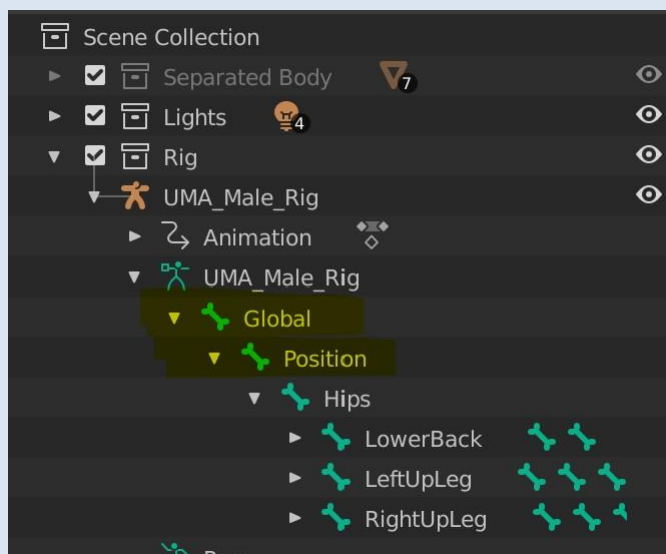 Scene Collection
Separated Body 7
Lights 4
Rig
UMA_Male_Rig
Animation
UMA_Male_Rig
Global
Position
Hips
LowerBack
LeftUpLeg
RightUpLeg